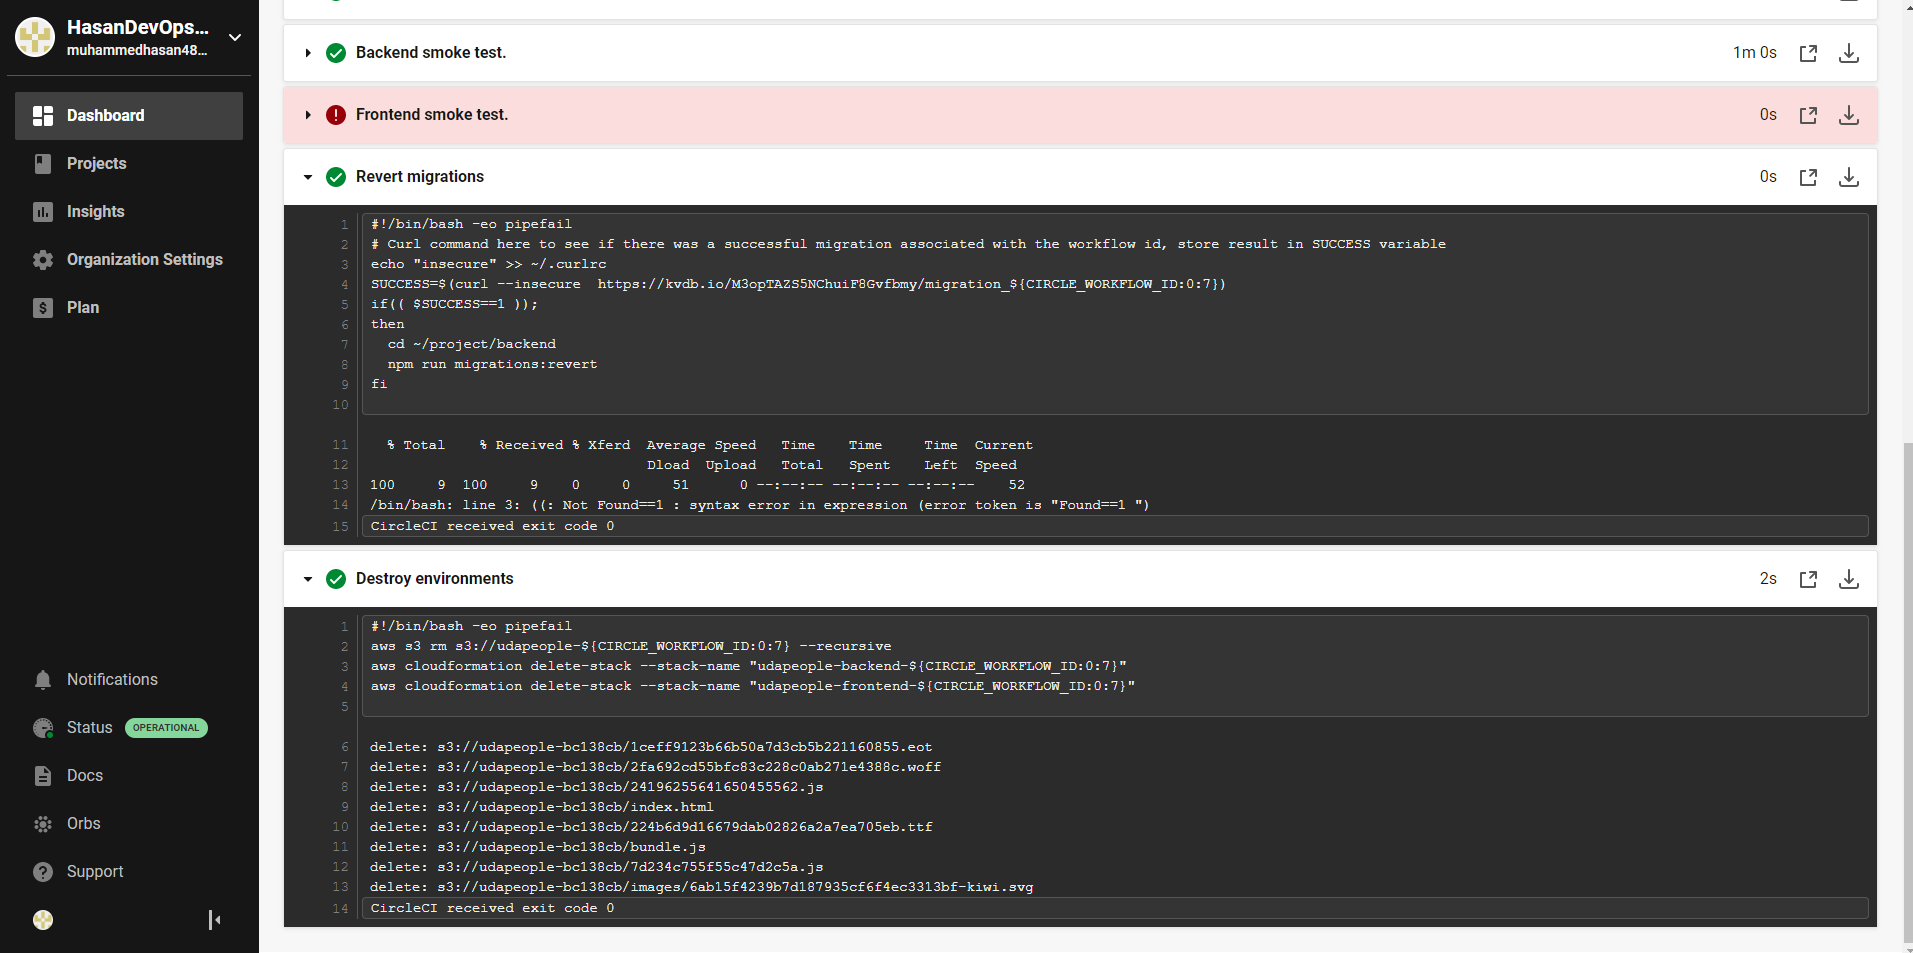 HasanDevOps...
muhammedhasan48...
Dashboard
Projects
Insights
Organization Settings
Plan
Notifications
Status OPERATIONAL
Docs
Orbs
Support
Backend smoke test. 1m 0s
Frontend smoke test. 0s
Revert migrations 0s
1 #!/bin/bash -eo pipefail
2 # Curl command here to see if there was a successful migration associated with the workflow id, store result in SUCCESS variable
3 echo "insecure" >> ~/.curlrc
4 SUCCESS=$(curl --insecure  https://kvdb.io/M3opTAZS5NChuiF8Gvfbmy/migration_${CIRCLE_WORKFLOW_ID:0:7})
5 if(( $SUCCESS==1 ));
6 then
7   cd ~/project/backend
8   npm run migrations:revert
9 fi
10
11   % Total    % Received % Xferd  Average Speed   Time    Time     Time  Current
12                                  Dload  Upload   Total   Spent    Left  Speed
13 100     9  100     9    0     0     51      0 --:--:-- --:--:-- --:--:--    52
14 /bin/bash: line 3: ((: Not Found==1 : syntax error in expression (error token is "Found==1 ")
15 CircleCI received exit code 0
Destroy environments 2s
1 #!/bin/bash -eo pipefail
2 aws s3 rm s3://udapeople-${CIRCLE_WORKFLOW_ID:0:7} --recursive
3 aws cloudformation delete-stack --stack-name "udapeople-backend-${CIRCLE_WORKFLOW_ID:0:7}"
4 aws cloudformation delete-stack --stack-name "udapeople-frontend-${CIRCLE_WORKFLOW_ID:0:7}"
5
6 delete: s3://udapeople-bc138cb/1ceff9123b66b50a7d3cb5b221160855.eot
7 delete: s3://udapeople-bc138cb/2fa692cd55bfc83c228c0ab271e4388c.woff
8 delete: s3://udapeople-bc138cb/24196255641650455562.js
9 delete: s3://udapeople-bc138cb/index.html
10 delete: s3://udapeople-bc138cb/224b6d9d16679dab02826a2a7ea705eb.ttf
11 delete: s3://udapeople-bc138cb/bundle.js
12 delete: s3://udapeople-bc138cb/7d234c755f55c47d2c5a.js
13 delete: s3://udapeople-bc138cb/images/6ab15f4239b7d187935cf6f4ec3313bf-kiwi.svg
14 CircleCI received exit code 0